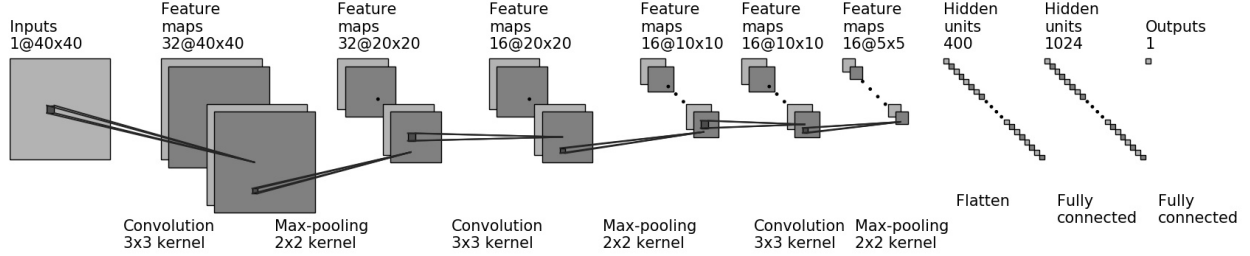 Inputs
1@40x40
Feature
maps
32@40x40
Feature
maps
32@20x20
Feature
maps
16@20x20
Feature
maps
16@10x10
Feature
maps
16@10x10
Feature
maps
16@5x5
Hidden
units
400
Hidden
units
1024
Outputs
1
Convolution
3x3 kernel
Max-pooling
2x2 kernel
Convolution
3x3 kernel
Max-pooling
2x2 kernel
Convolution
3x3 kernel
Max-pooling
2x2 kernel
Flatten
Fully
connected
Fully
connected